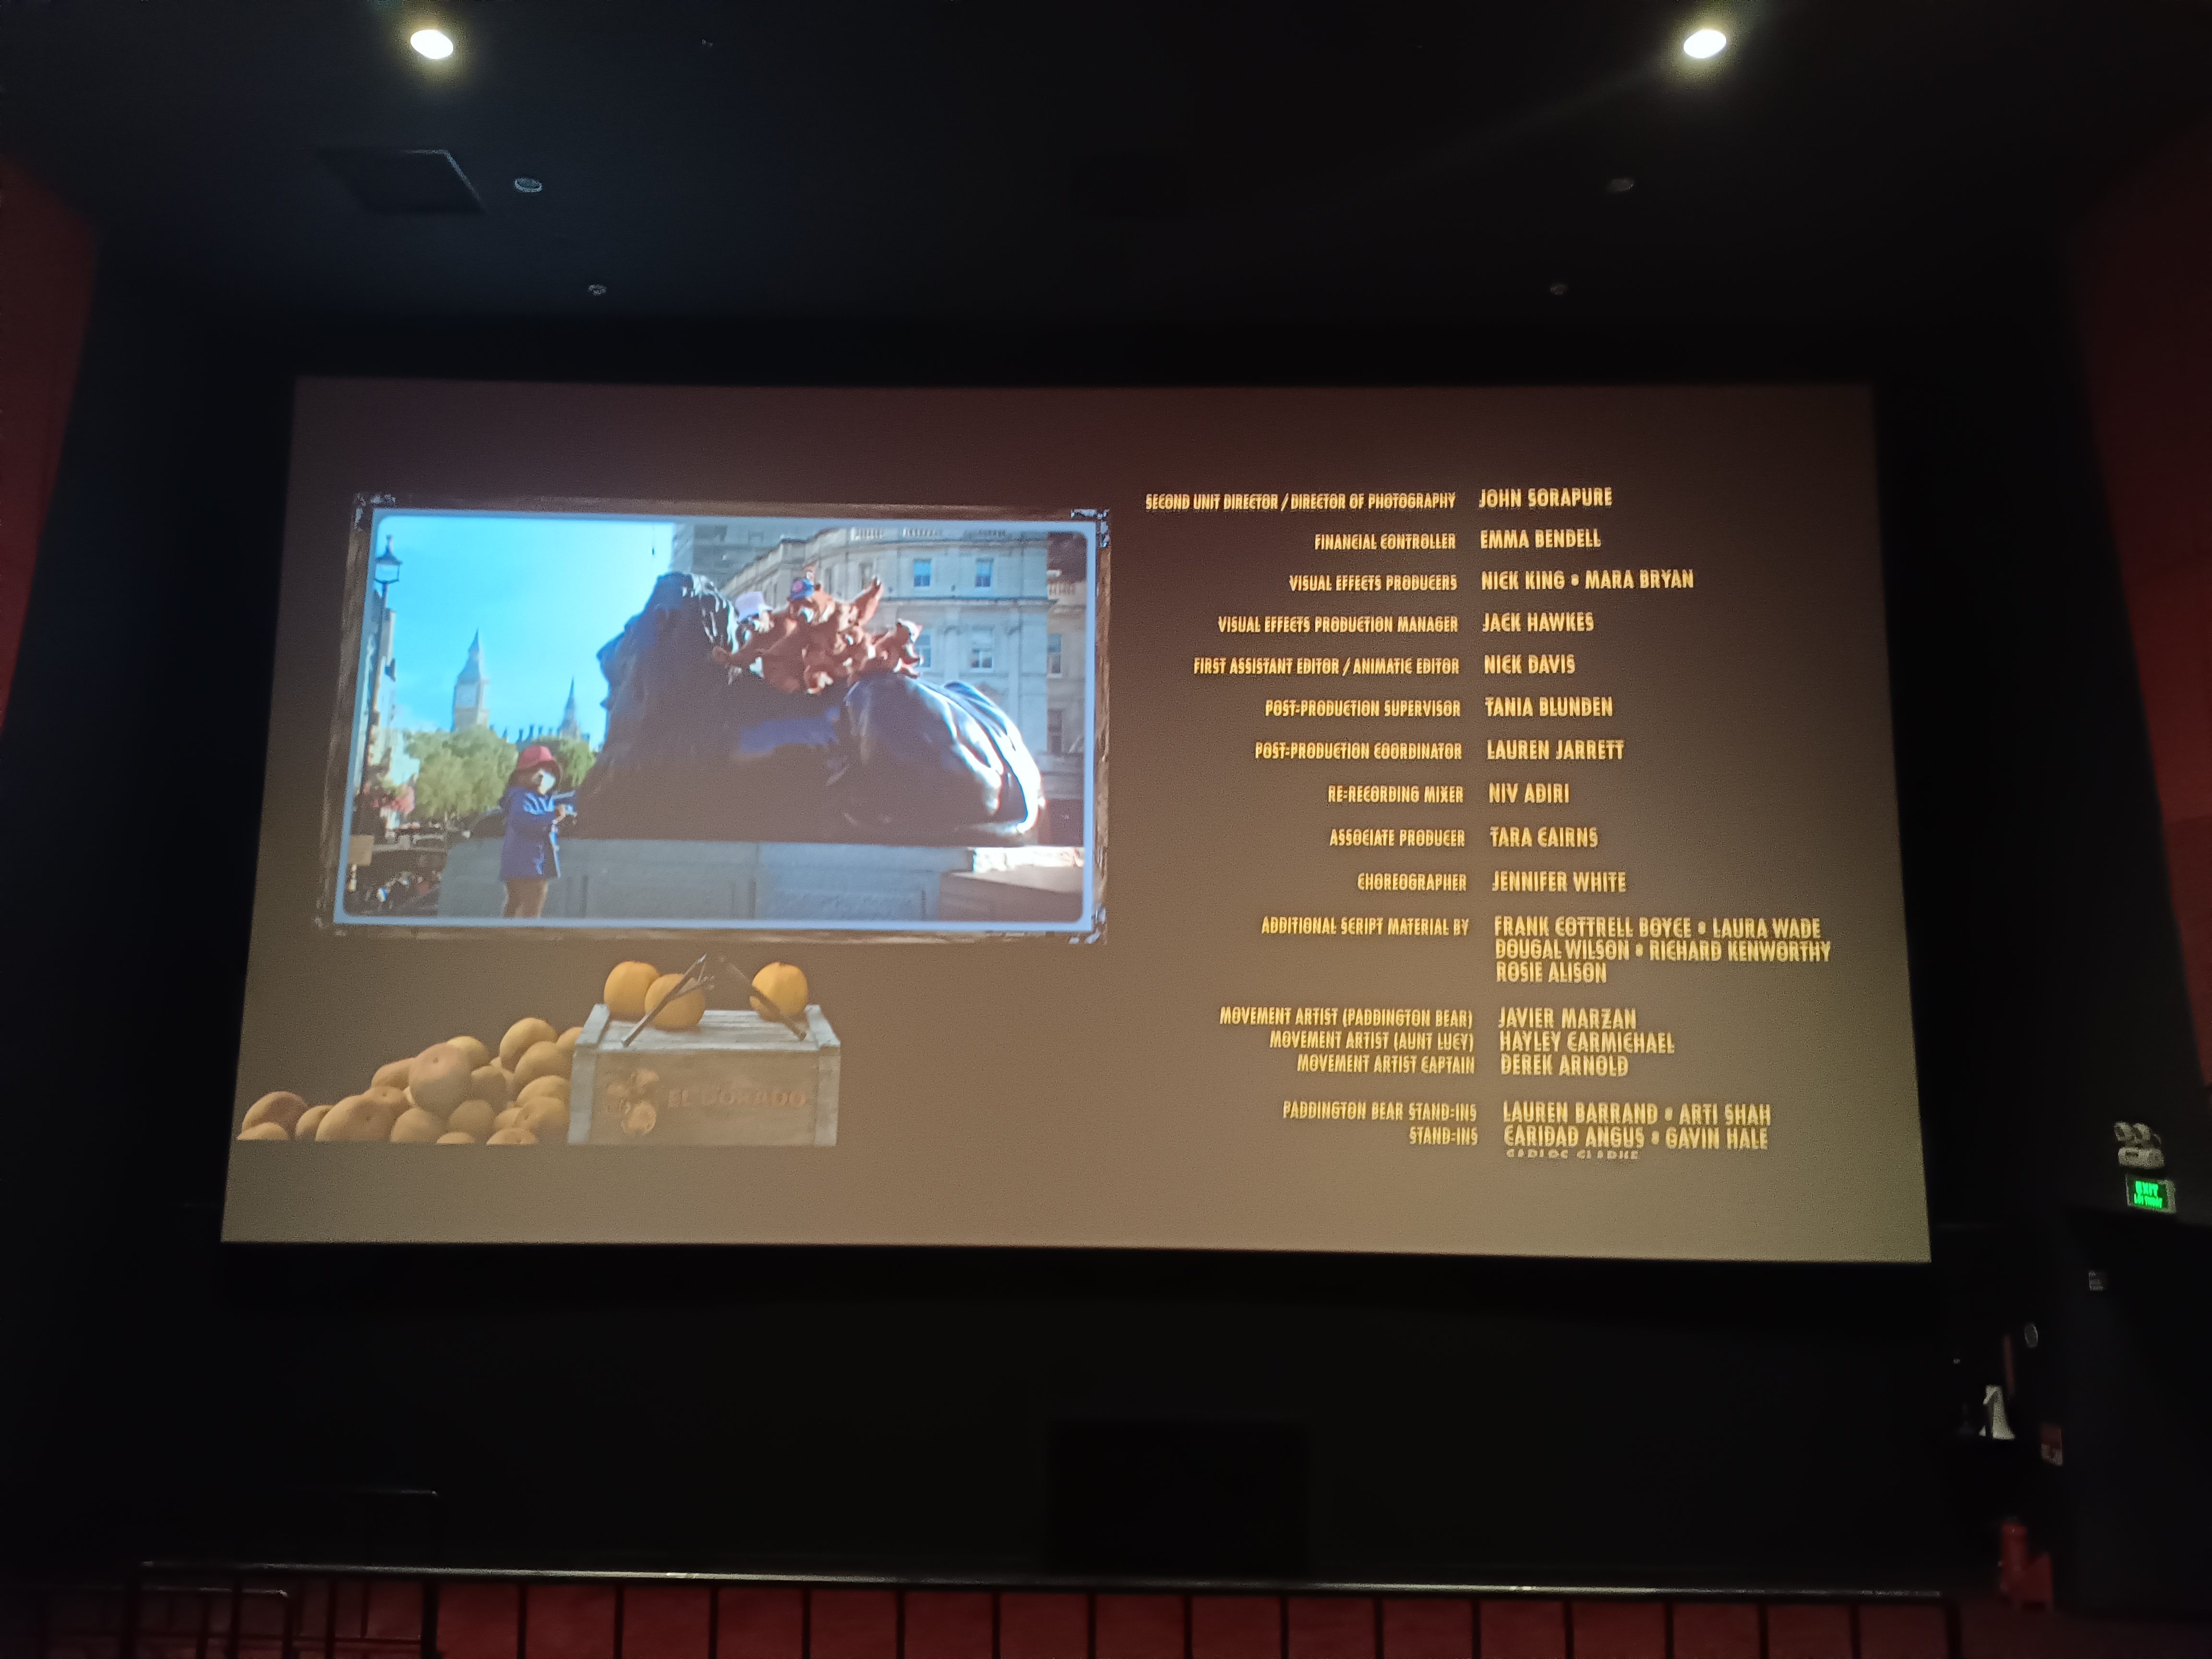 SECOND UNIT DIRECTOR / DIRECTOR OF PHOTOGRAPHY JOHN SORAPURE
FINANCIAL CONTROLLER EMMA BENDELL
VISUAL EFFECTS PRODUCERS NICK KING • MARA BRYAN
VISUAL EFFECTS PRODUCTION MANAGER JACK HAWKES
FIRST ASSISTANT EDITOR / ANIMATIC EDITOR NICK DAVIS
POST-PRODUCTION SUPERVISOR TANIA BLUNDEN
POST-PRODUCTION COORDINATOR LAUREN JARRETT
RE-RECORDING MIXER NIV ADIRI
ASSOCIATE PRODUCER TARA CAIRNS
CHOREOGRAPHER JENNIFER WHITE
ADDITIONAL SCRIPT MATERIAL BY FRANK COTTRELL BOYCE • LAURA WADE
DOUGAL WILSON • RICHARD KENWORTHY
ROSIE ALISON
MOVEMENT ARTIST (PADDINGTON BEAR) JAVIER MARZAN
MOVEMENT ARTIST (AUNT LUCY) HAYLEY CARMICHAEL
MOVEMENT ARTIST CAPTAIN DEREK ARNOLD
PADDINGTON BEAR STAND-INS LAUREN BARRAND • ARTI SHAH
STAND-INS CARIDAD ANGUS • GAVIN HALE
EL DORADO
EXIT